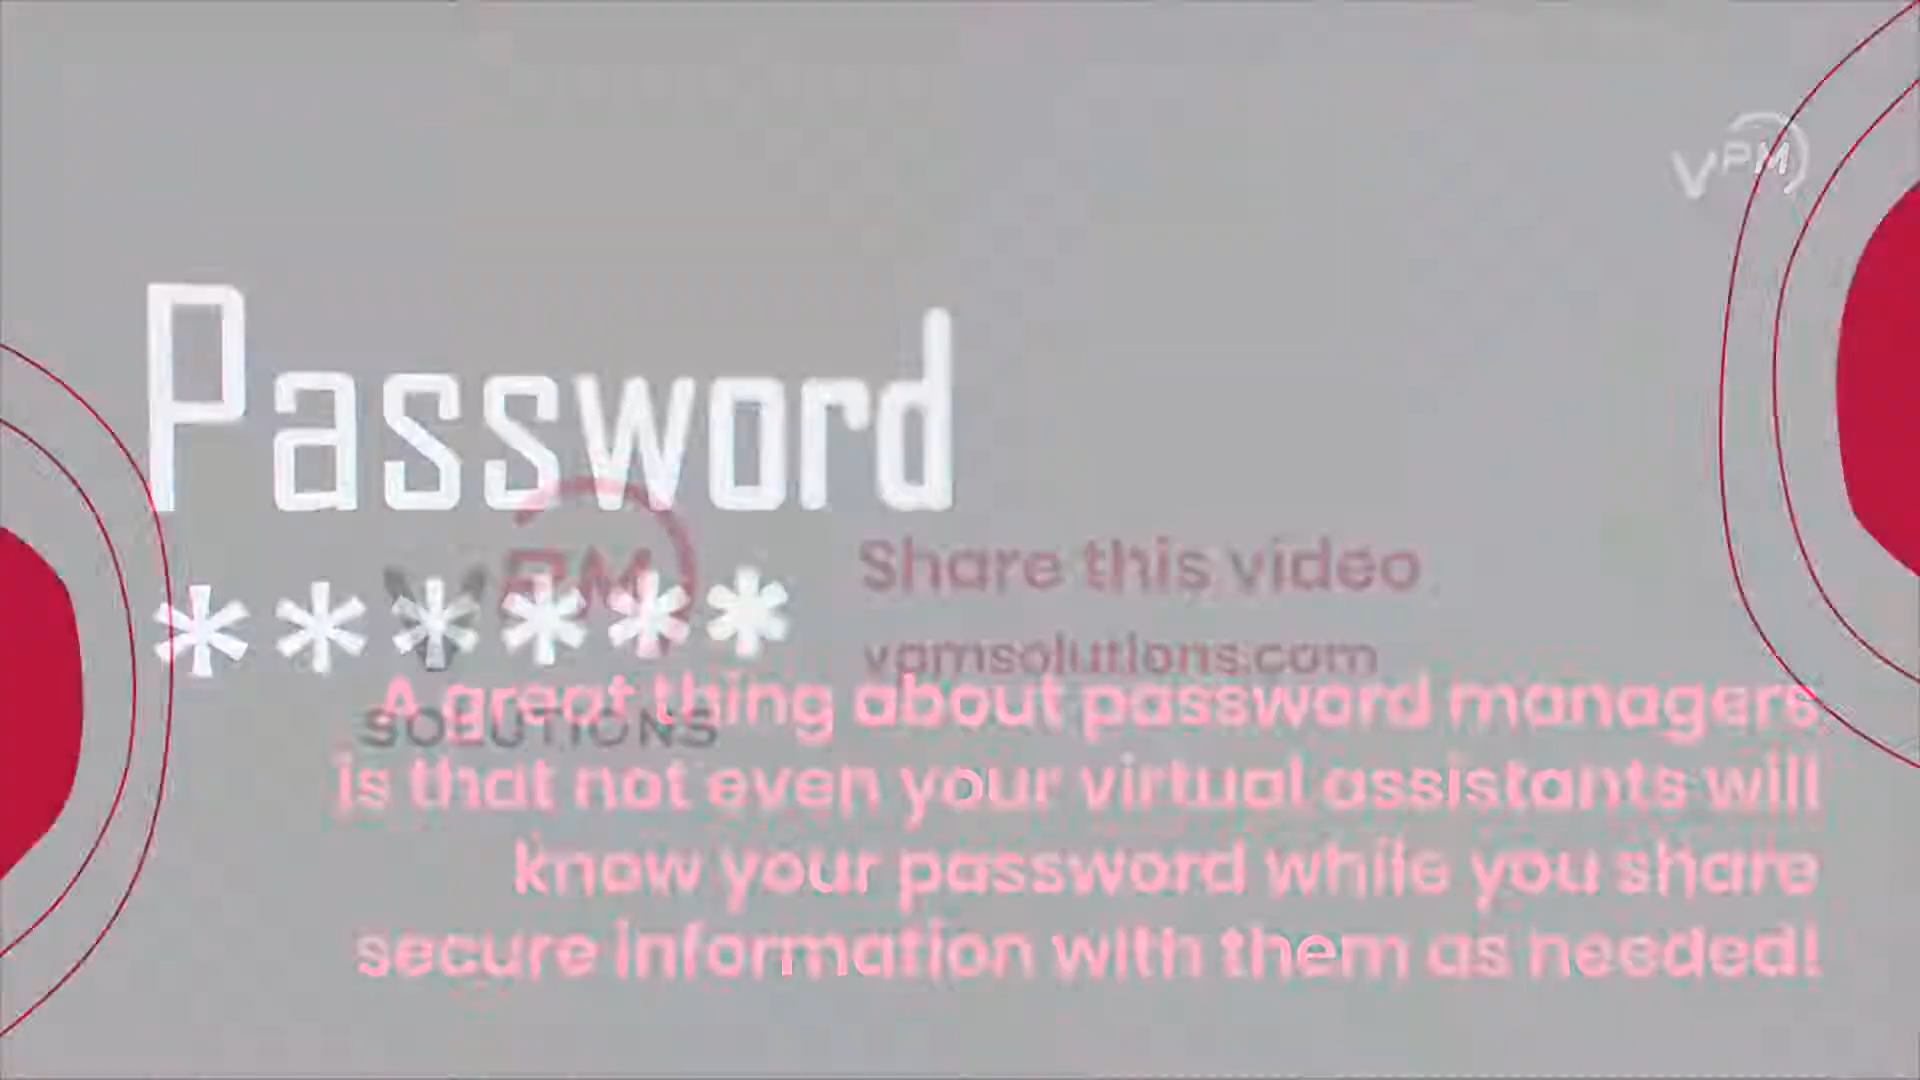 VPM
Password
******
VPM
SOLUTIONS
Share this video
vpmsolutions.com
A great thing about password managers
is that not even your virtual assistants will
know your password while you share
secure information with them as needed!